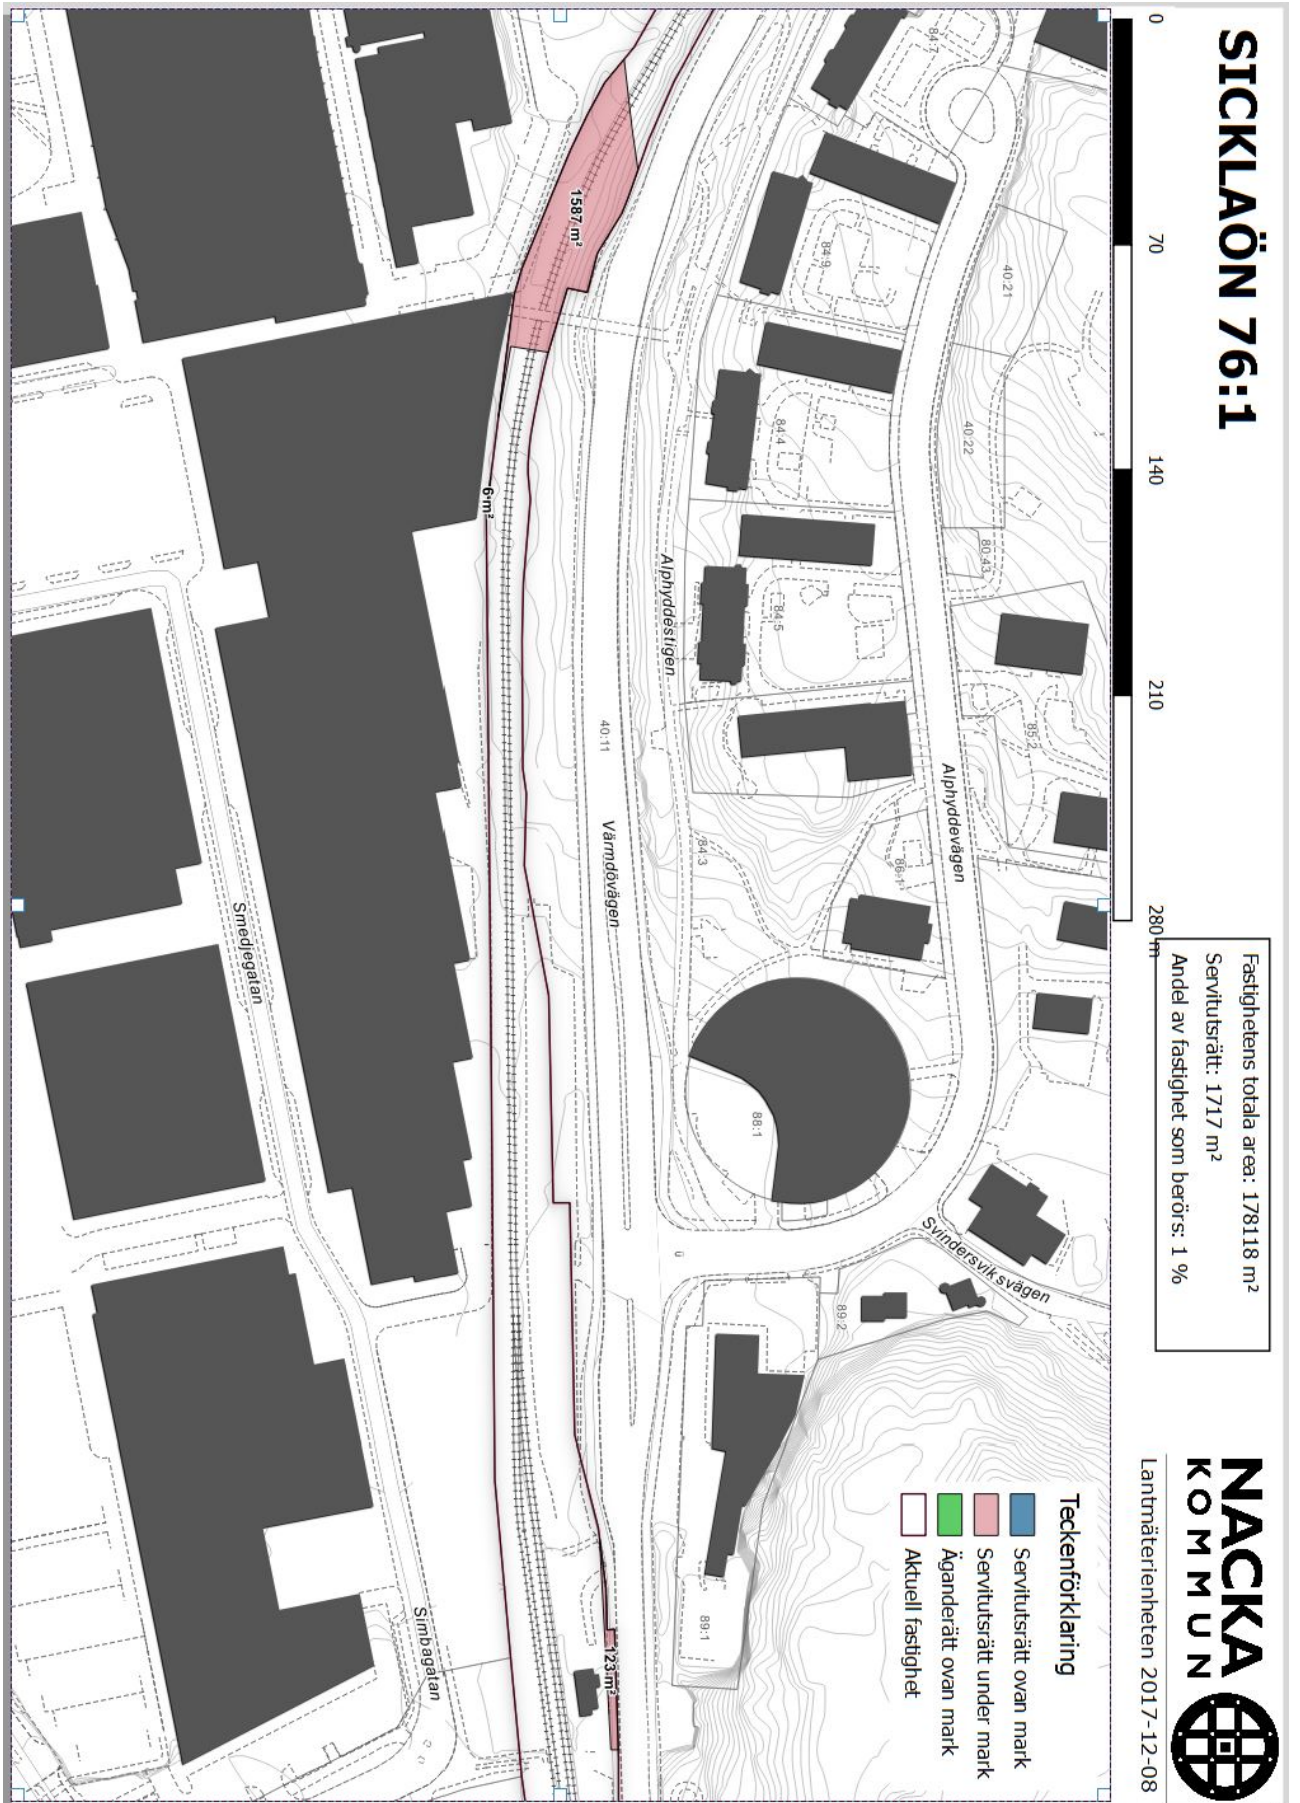 SICKLAÖN 76:1
Fastighetens totala area: 178118 m²
Servitutsrätt: 1717 m²
Andel av fastighet som berörs: 1 %
NACKA
KOMMUN
Lantmäterienheten 2017-12-08
0
70
140
210
280 m
Teckenförklaring
Servitutsrätt ovan mark
Servitutsrätt under mark
Äganderätt ovan mark
Aktuell fastighet
84:7
40:21
40:22
80:43
85:2
84:9
84:4
84:5
84:3
86:1
88:1
89:2
89:1
40:11
Alphyddevägen
Svindersviksvägen
Alphyddestigen
Värmdövägen
1587 m²
6 m²
123 m²
Smedjegatan
Simbagatan